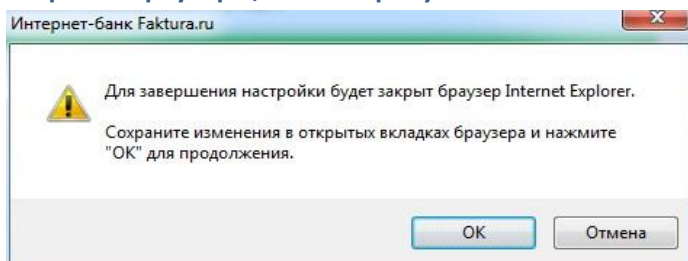 Интернет-банк Faktura.ru
Для завершения настройки будет закрыт браузер Internet Explorer.
Сохраните изменения в открытых вкладках браузера и нажмите
"ОК" для продолжения.
ОК
Отмена